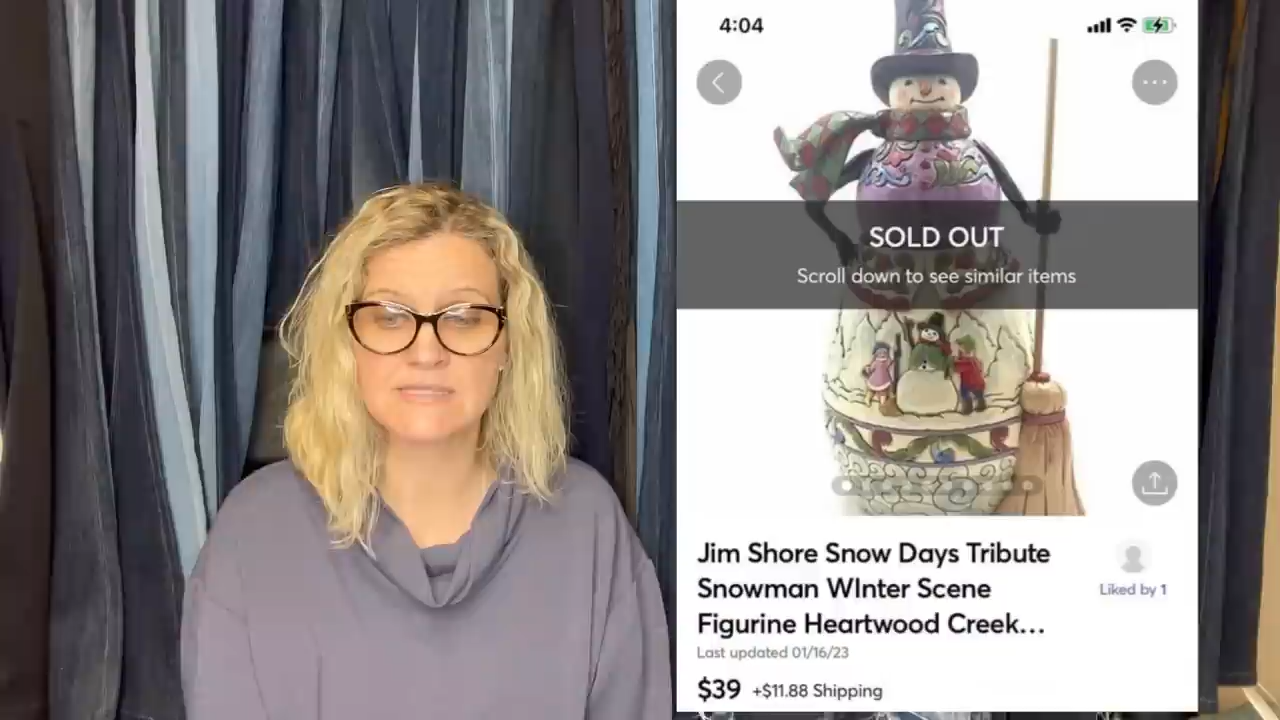 4:04
SOLD OUT
Scroll down to see similar items
Jim Shore Snow Days Tribute
Snowman WInter Scene
Figurine Heartwood Creek...
Liked by 1
Last updated 01/16/23
$39 +$11.88 Shipping